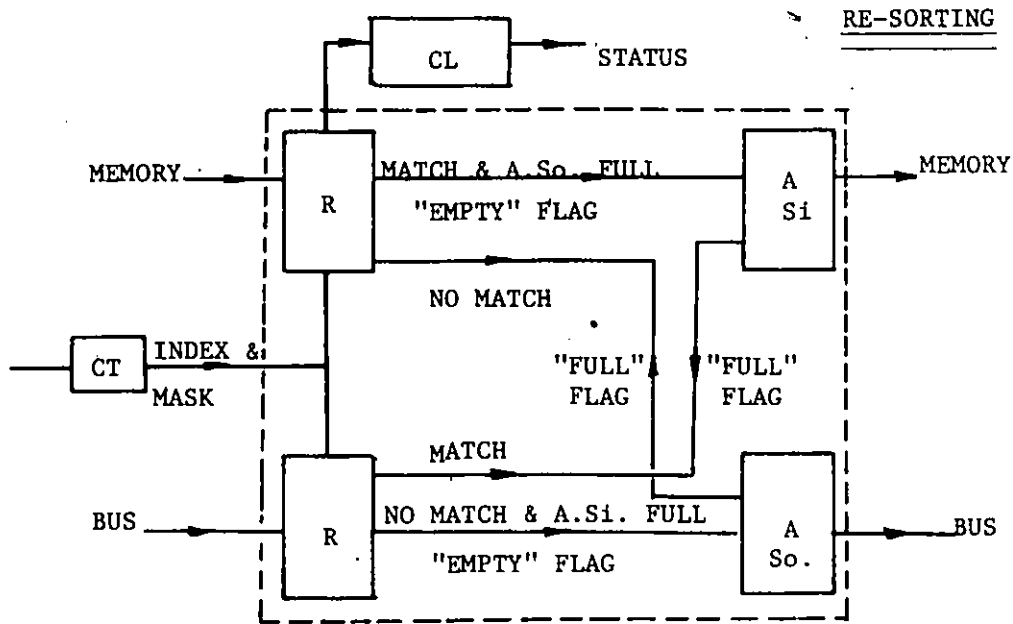 RE-SORTING
CL
STATUS
MEMORY
R
MATCH & A.So. FULL
"EMPTY" FLAG
A
Si
MEMORY
NO MATCH
CT
INDEX &
MASK
"FULL"
FLAG
"FULL"
FLAG
MATCH
BUS
R
NO MATCH & A.Si. FULL
"EMPTY" FLAG
A
So.
BUS